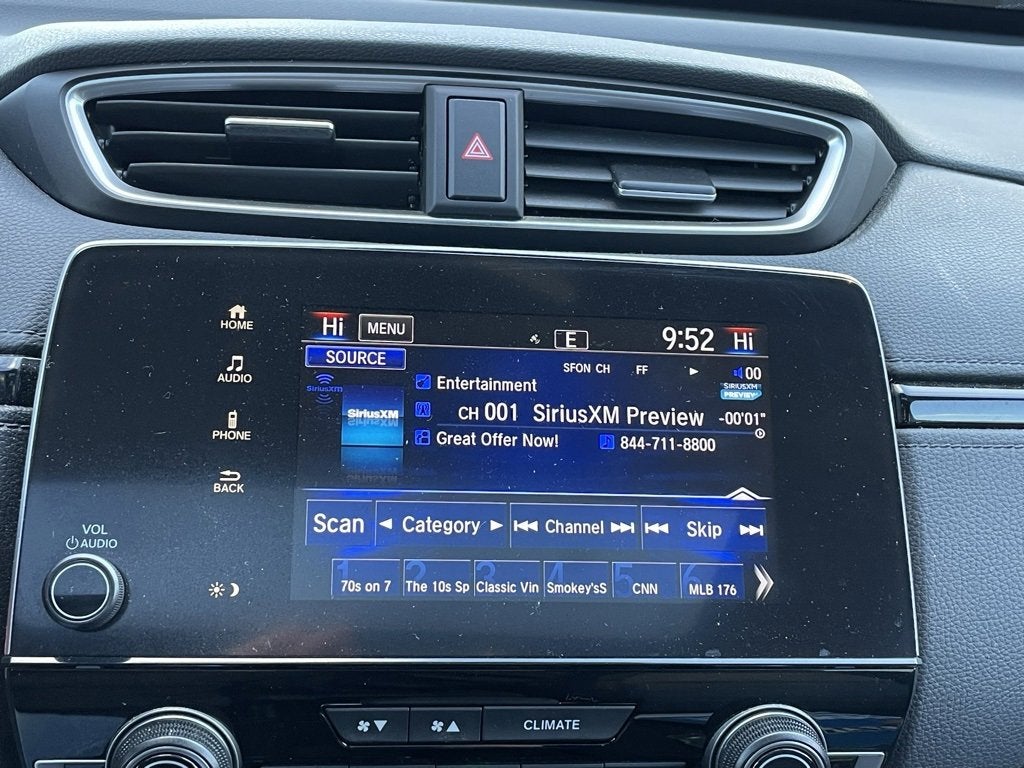 HOME
AUDIO
PHONE
BACK
VOL
AUDIO
Hi MENU E 9:52 Hi
SOURCE
SFON CH FF 00
SiriusXM
SiriusXM
Entertainment
SIRIUSXM
PREVIEW
CH 001 SiriusXM Preview -00'01"
Great Offer Now! 844-711-8800
Scan Category Channel Skip
1 2 3 4 5 6
70s on 7 The 10s Sp Classic Vin Smokey'sS CNN MLB 176
CLIMATE